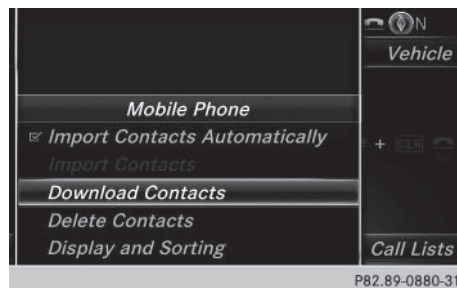 N
Vehicle
Mobile Phone
Import Contacts Automatically
Import Contacts
+ CLR
Download Contacts
Delete Contacts
Display and Sorting
Call Lists
P82.89-0880-31